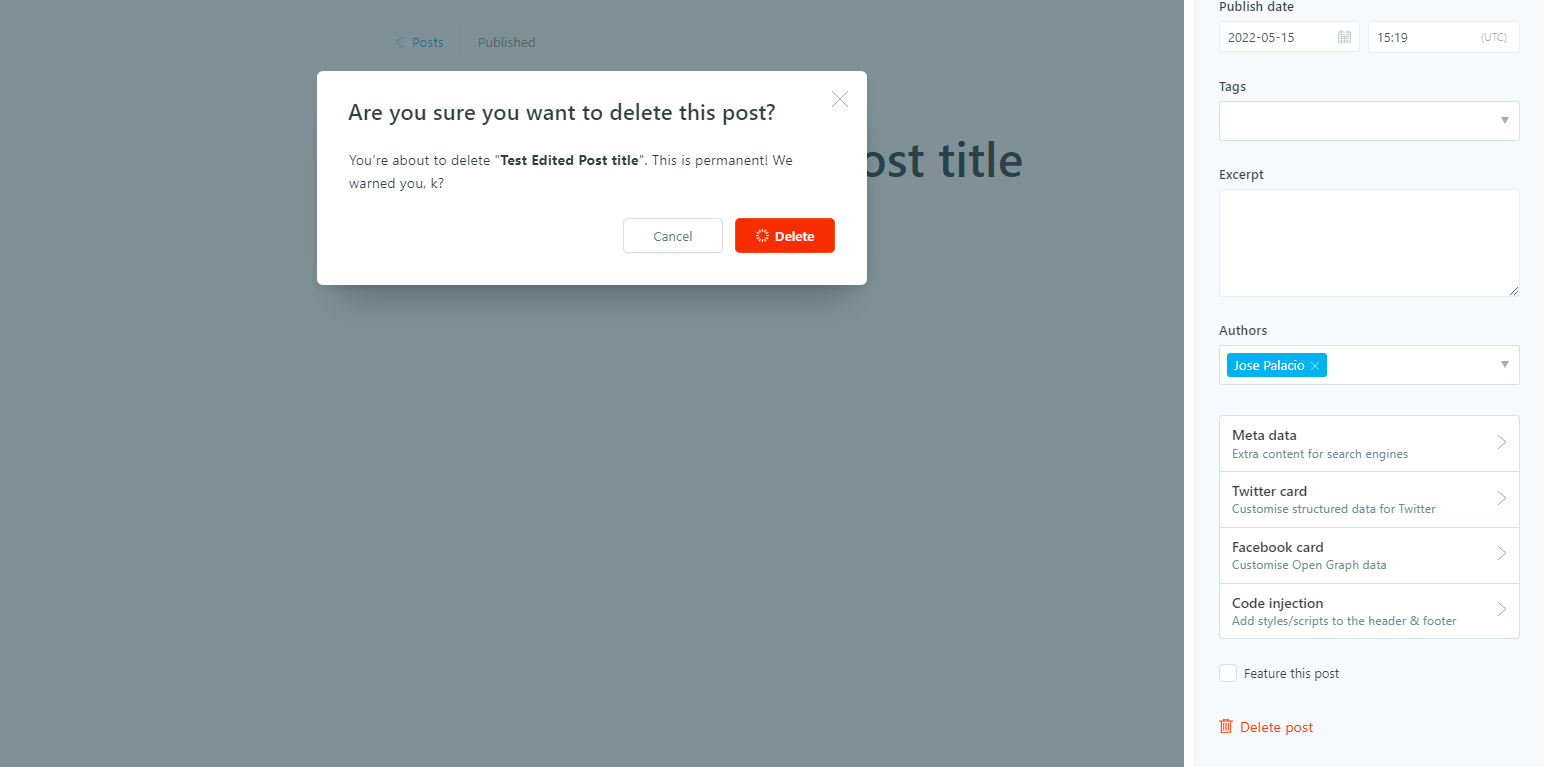 Posts
Published
Are you sure you want to delete this post?
You're about to delete "Test Edited Post title". This is permanent! We
warned you, k?
Cancel
Delete
ost title
Publish date
2022-05-15
15:19
(UTC)
Tags
Excerpt
Authors
Jose Palacio
Meta data
Extra content for search engines
Twitter card
Customise structured data for Twitter
Facebook card
Customise Open Graph data
Code injection
Add styles/scripts to the header & footer
Feature this post
Delete post